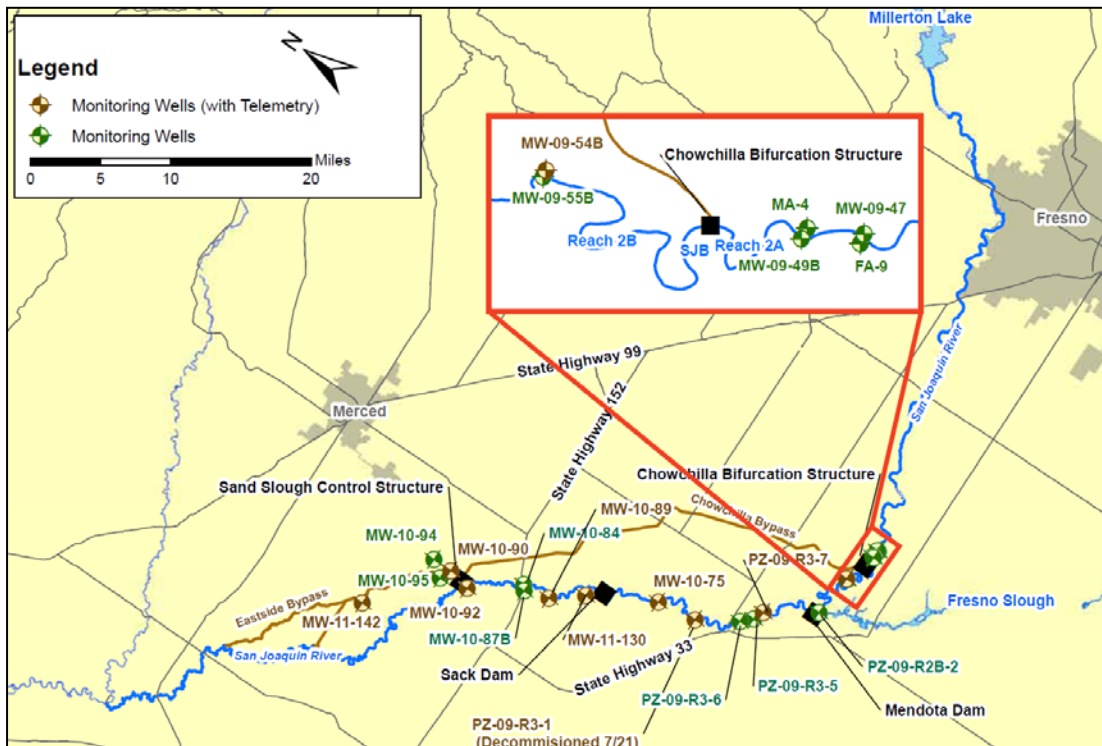 Millerton Lake
N
Legend
Monitoring Wells (with Telemetry)
Monitoring Wells
Miles
0 5 10 20
MW-09-54B
Chowchilla Bifurcation Structure
MW-09-55B
MA-4
MW-09-47
Reach 2B
SJB
Reach 2A
MW-09-49B
FA-9
Fresno
State Highway 99
San Joaquin River
Merced
State Highway 152
Chowchilla Bifurcation Structure
Sand Slough Control Structure
MW-10-89
Chowchilla Bypass
MW-10-94
MW-10-90
MW-10-84
PZ-09-R3-7
MW-10-95
MW-10-75
Eastside Bypass
MW-10-92
Fresno Slough
MW-11-142
MW-10-87B
MW-11-130
San Joaquin River
State Highway 33
Sack Dam
PZ-09-R2B-2
PZ-09-R3-5
PZ-09-R3-6
Mendota Dam
PZ-09-R3-1
(Decommisioned 7/21)